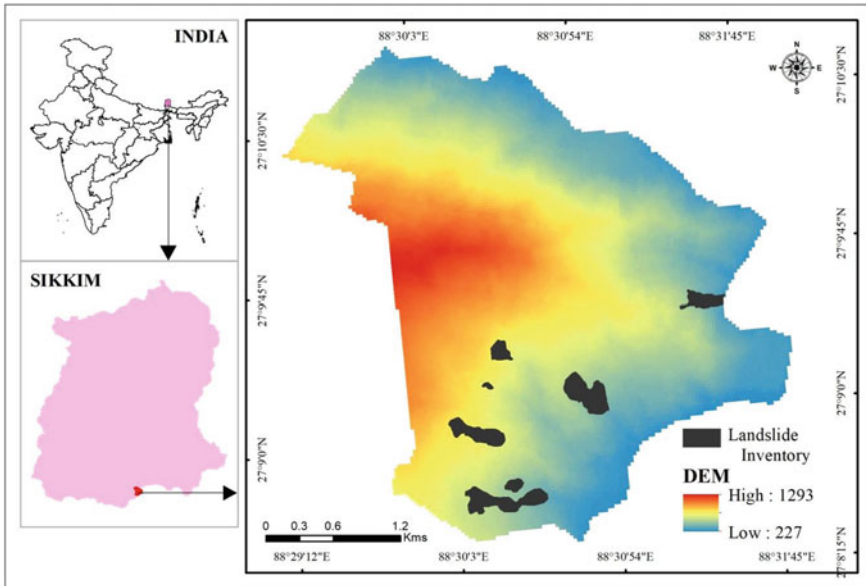 INDIA
SIKKIM
88°30'3"E
88°30'54"E
88°31'45"E
N
W
E
S
27°10'30"N
27°9'45"N
27°9'0"N
27°10'30"N
27°9'45"N
27°9'0"N
27°8'15"N
Landslide
Inventory
DEM
High : 1293
Low : 227
0 0.3 0.6 1.2
Kms
88°29'12"E
88°30'3"E
88°30'54"E
88°31'45"E